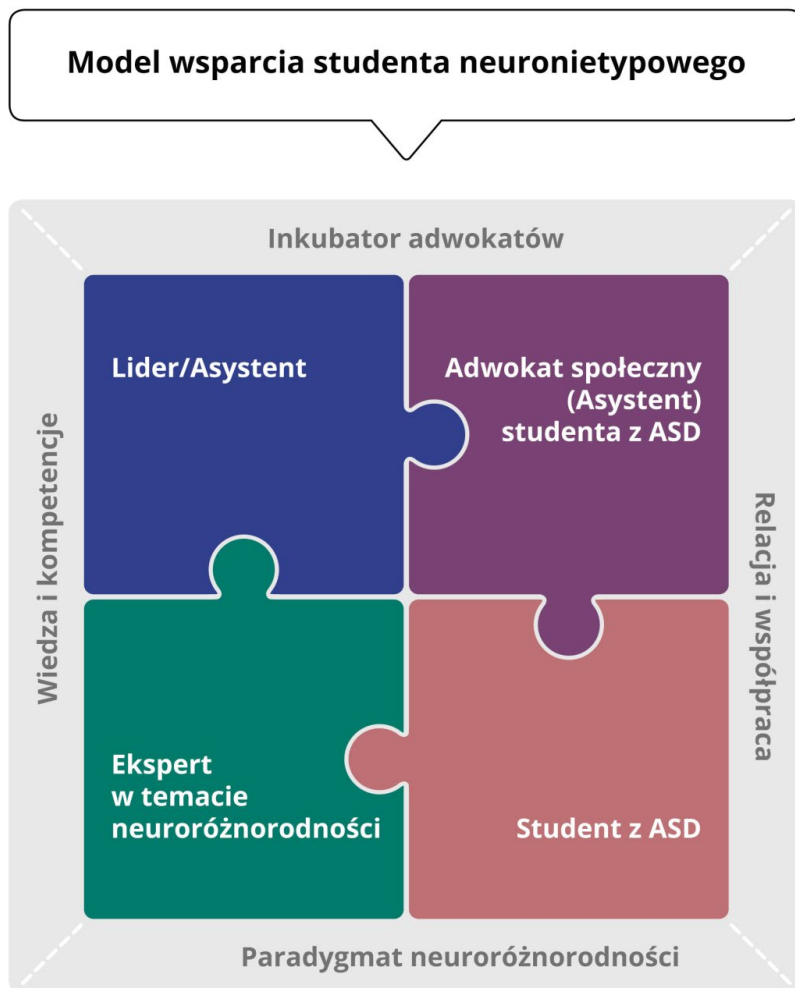 Model wsparcia studenta neuronietypowego
Inkubator adwokatów
Wiedza i kompetencje
Lider/Asystent
Adwokat społeczny
(Asystent)
studenta z ASD
Relacja i współpraca
Ekspert
w temacie
neuroróżnorodności
Student z ASD
Paradygmat neuroróżnorodności